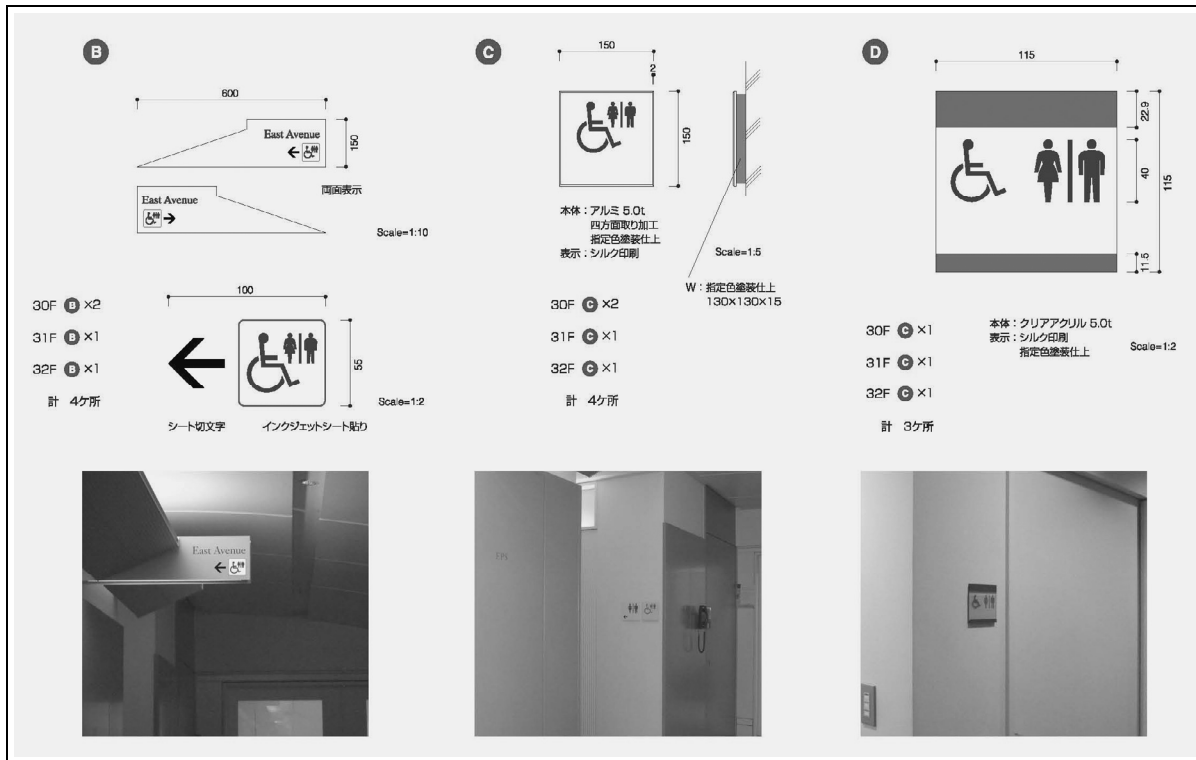 B
600
East Avenue
150
両面表示
East Avenue
Scale=1:10
30F B ×2
31F B ×1
32F B ×1
計 4ケ所
100
55
Scale=1:2
シート切文字
インクジェットシート貼り
East Avenue
C
150
2
150
本体：アルミ 5.0t
四方面取り加工
指定色塗装仕上
表示：シルク印刷
Scale=1:5
W：指定色塗装仕上
130×130×15
30F C ×2
31F C ×1
32F C ×1
計 4ケ所
D
115
22.9
40
115
11.5
本体：クリアアクリル 5.0t
表示：シルク印刷
指定色塗装仕上
Scale=1:2
30F C ×1
31F C ×1
32F C ×1
計 3ケ所